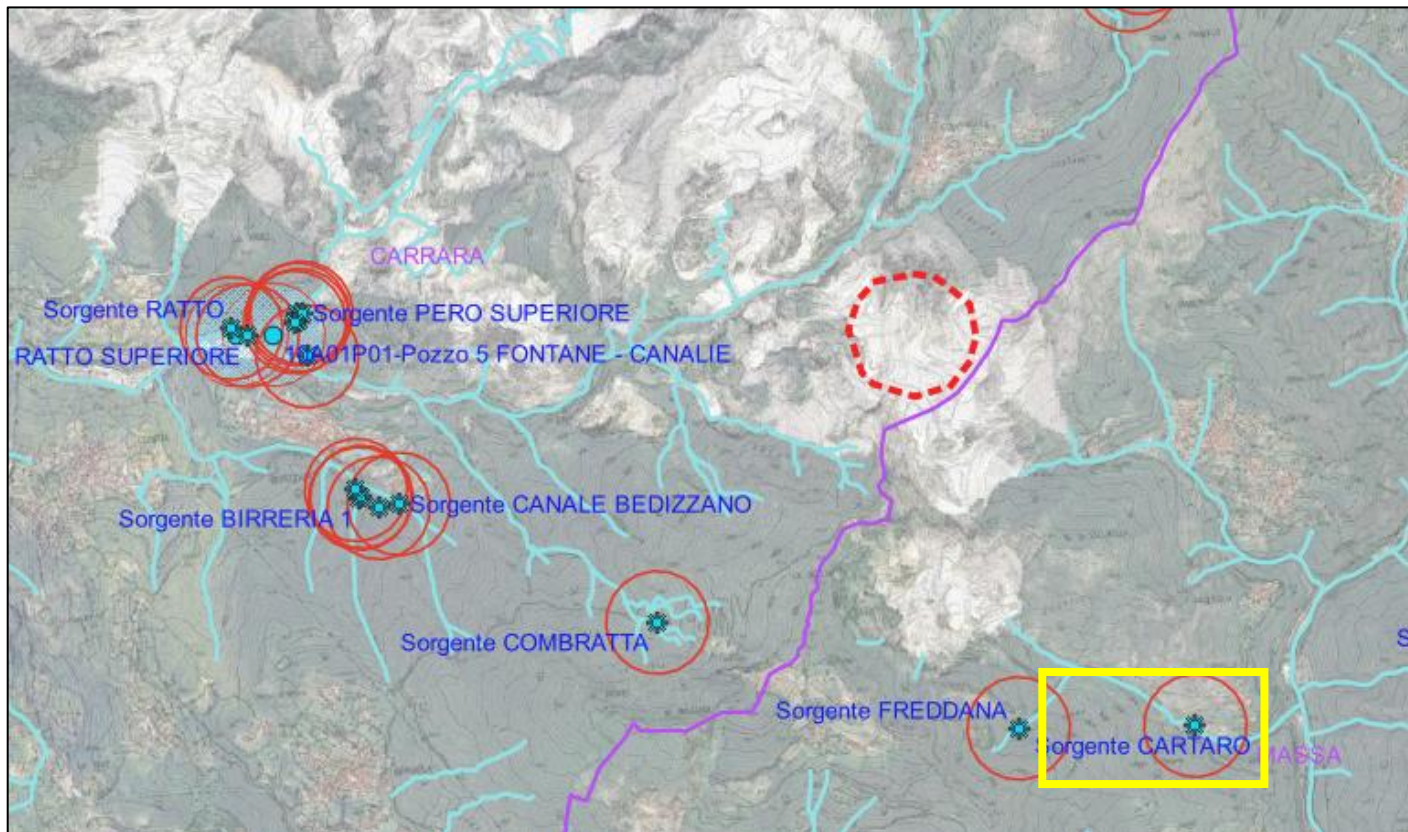 CARRARA
Sorgente RATTO
Sorgente PERO SUPERIORE
RATTO SUPERIORE
A01P01-Pozzo 5 FONTANE - CANALIE
Sorgente CANALE BEDIZZANO
Sorgente BIRRERIA 1
Sorgente COMBRATTA
Sorgente FREDDANA
Sorgente CARTARO
MASSA
S